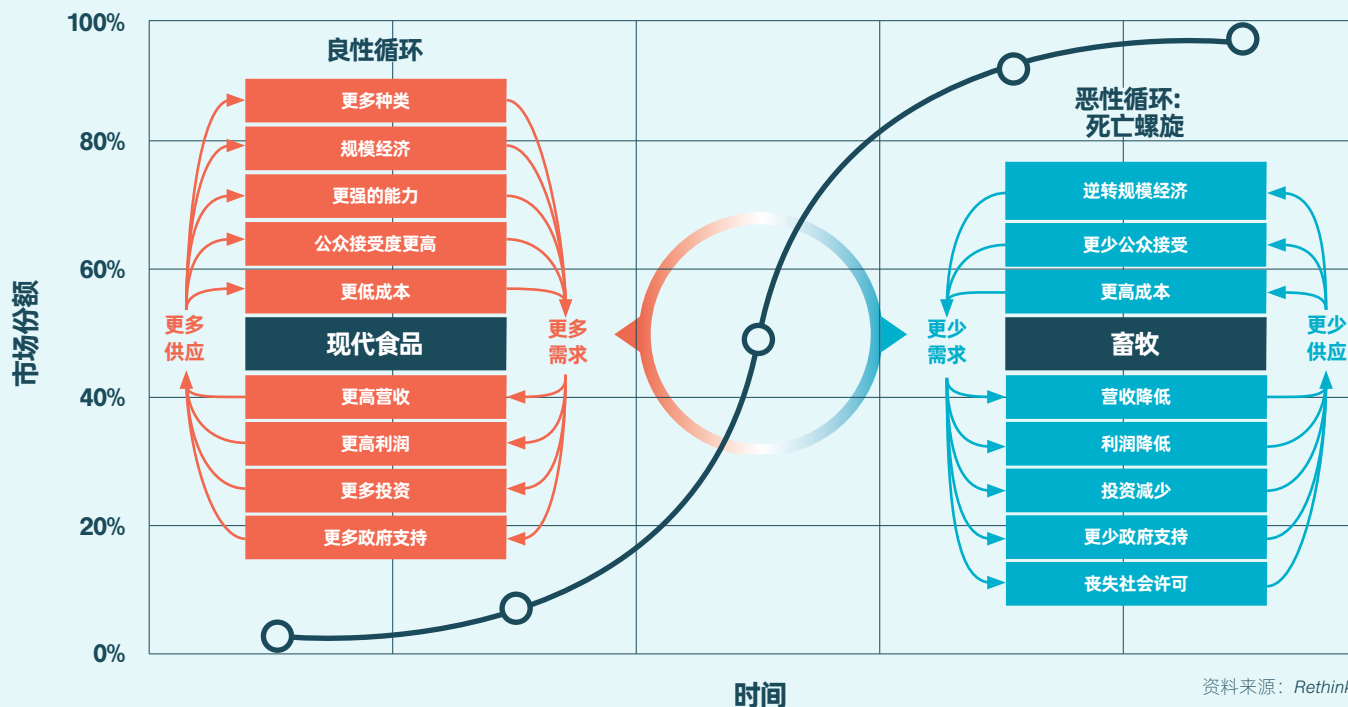 100%
80%
60%
40%
20%
0%
市场份额
时间
良性循环
更多种类
规模经济
更强的能力
公众接受度更高
更低成本
现代食品
更高营收
更高利润
更多投资
更多政府支持
更多
供应
更多
需求
恶性循环:
死亡螺旋
逆转规模经济
更少公众接受
更高成本
畜牧
营收降低
利润降低
投资减少
更少政府支持
丧失社会许可
更少
需求
更少
供应
资料来源：Rethink